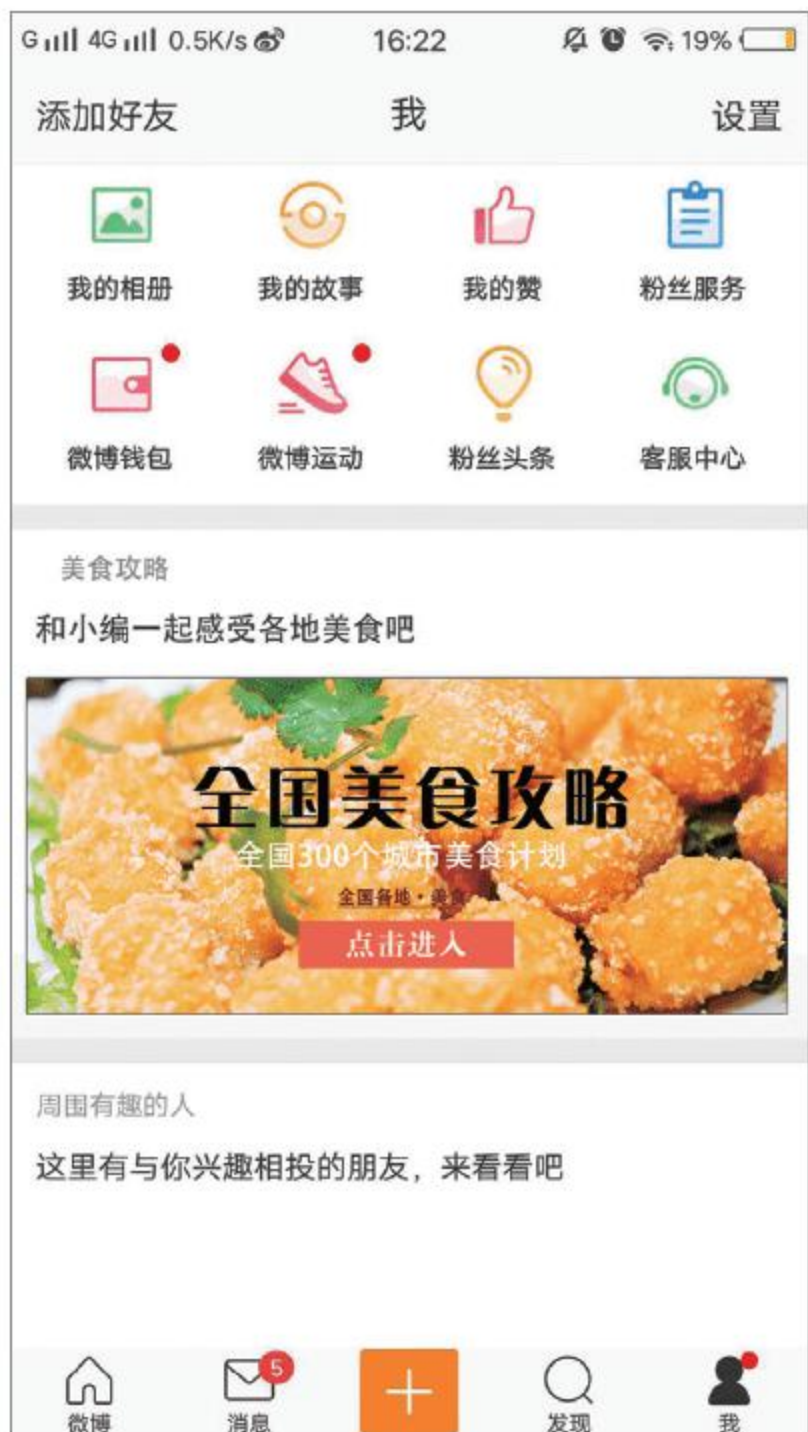 G 4G 0.5K/s 16:22 19%
添加好友 我 设置
我的相册 我的故事 我的赞 粉丝服务
微博钱包 微博运动 粉丝头条 客服中心
美食攻略
和小编一起感受各地美食吧
全国美食攻略
全国300个城市美食计划
全国各地·美食
点击进入
周围有趣的人
这里有与你兴趣相投的朋友，来看看吧
5
微博 消息 发现 我